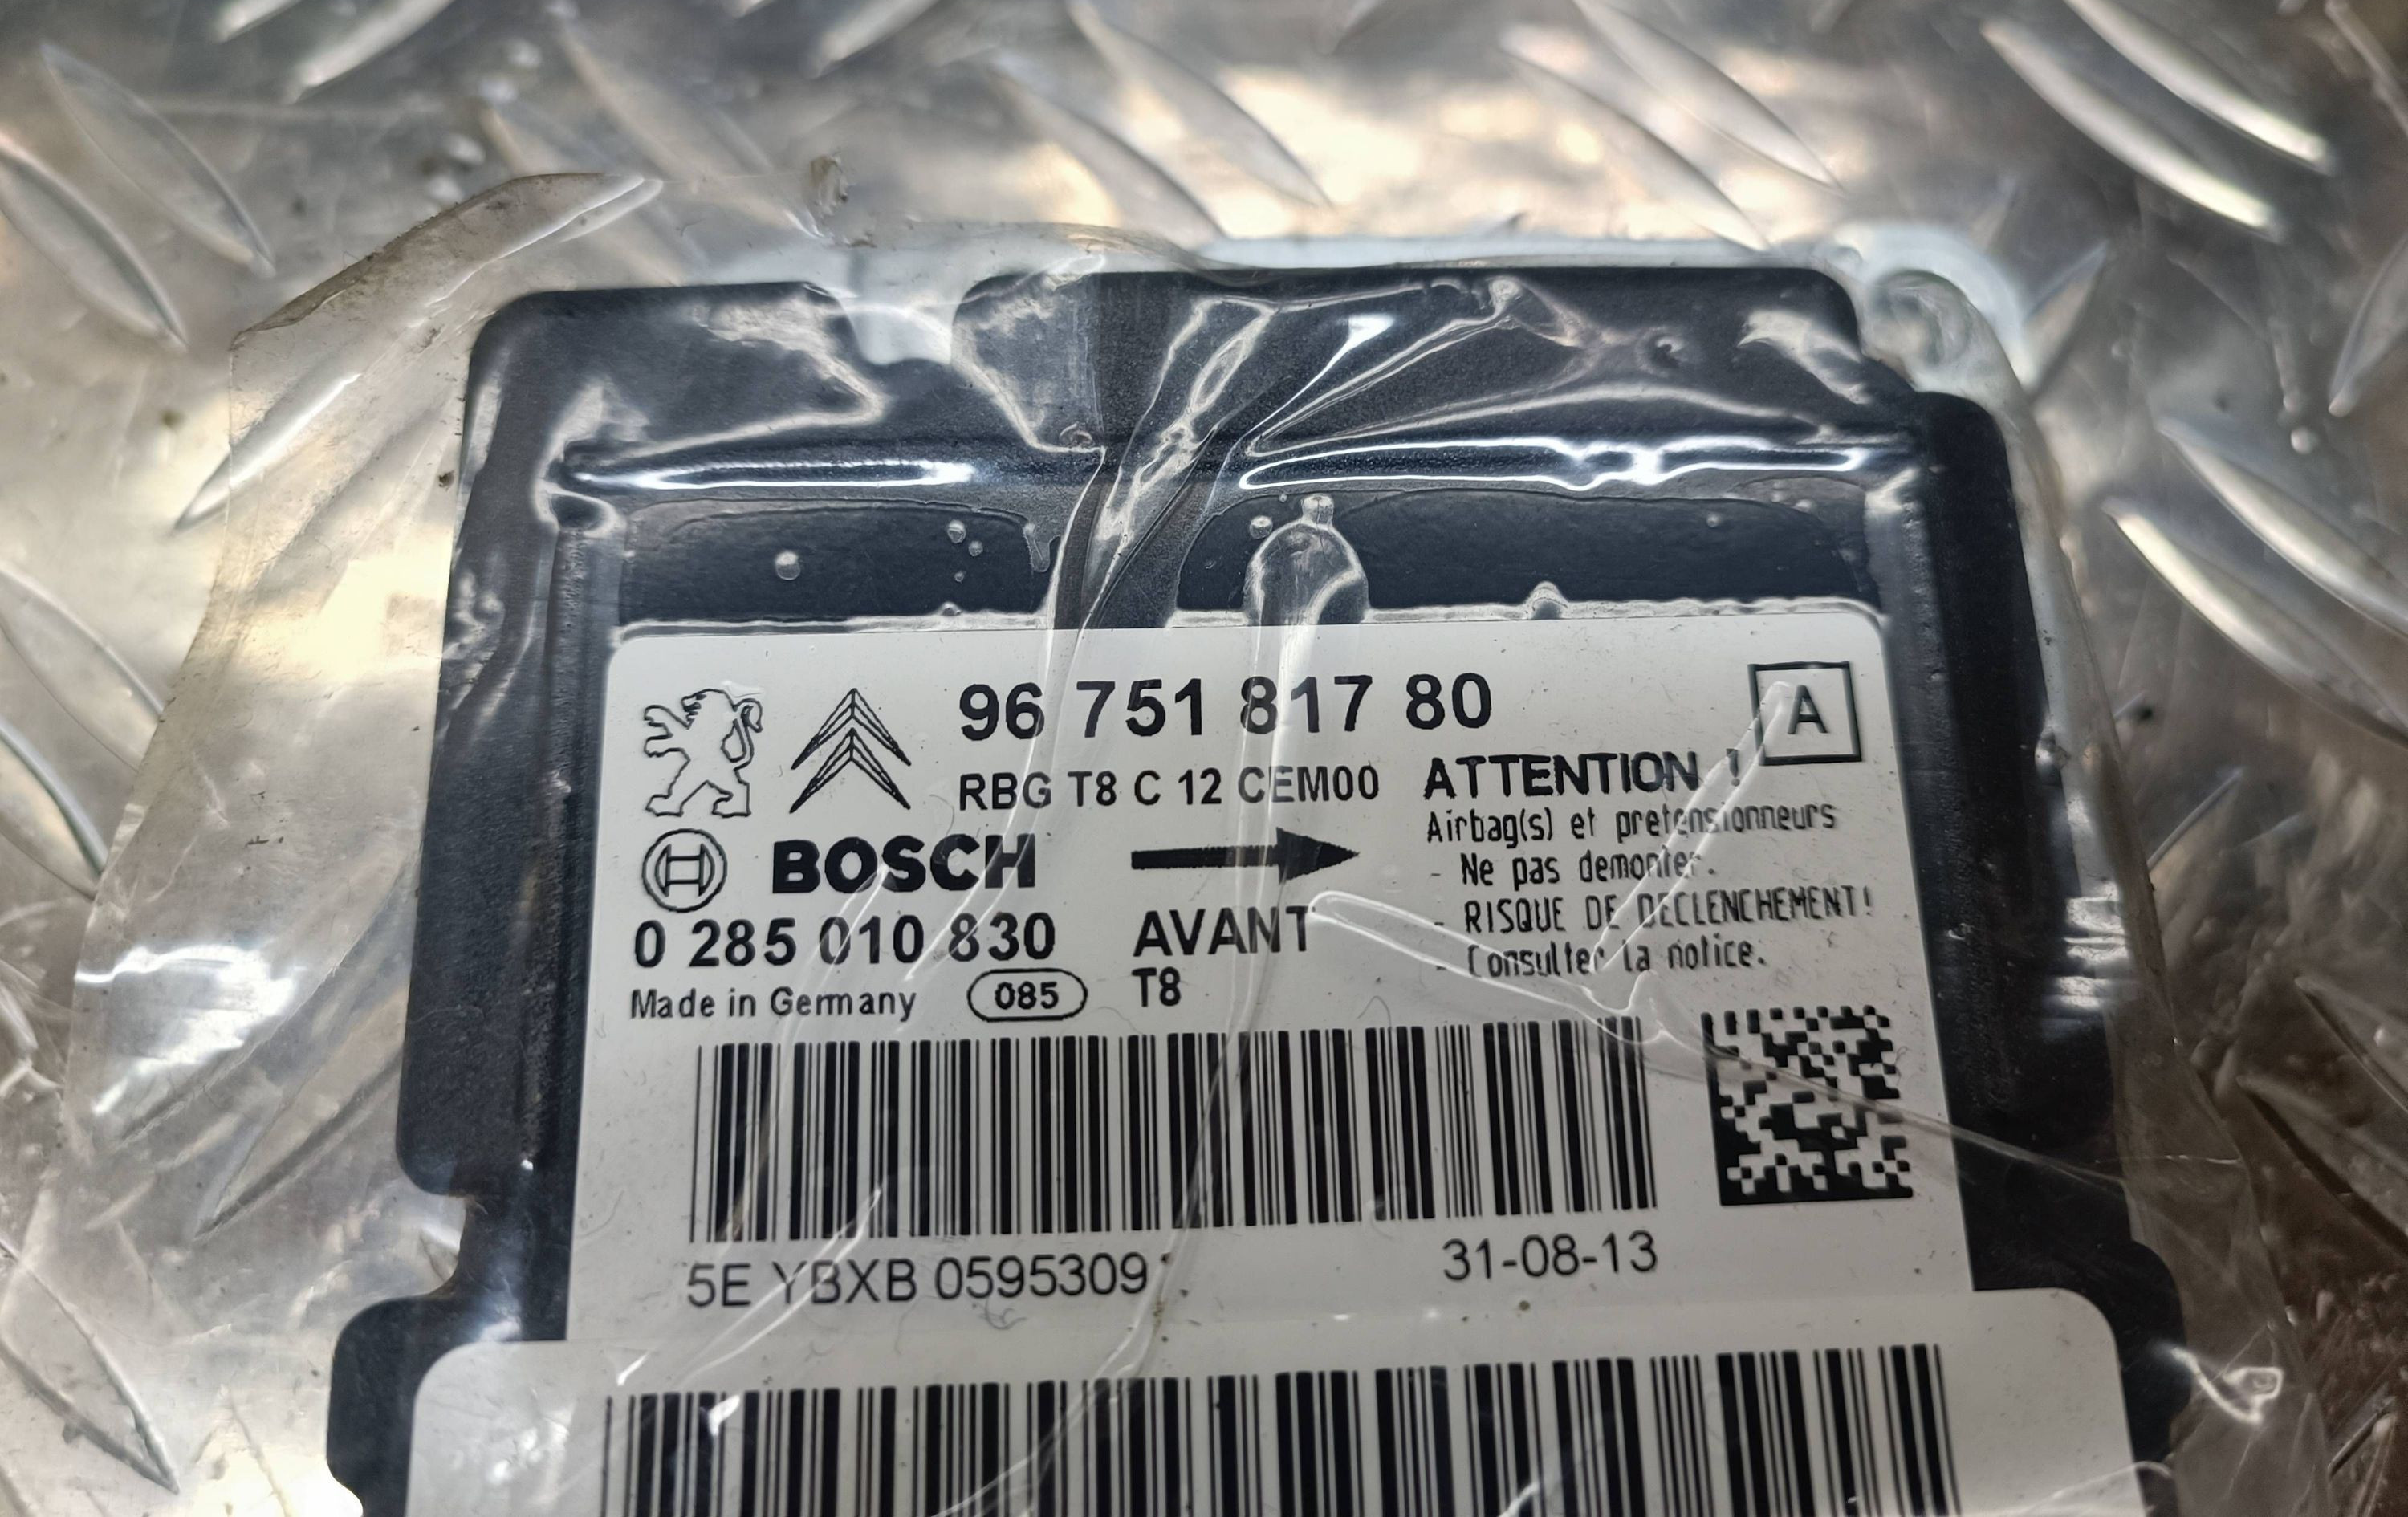 96 751 817 80
A
RBG T8 C 12 CEM00
ATTENTION !
Airbag(s) et pretensionneurs
- Ne pas demonter.
- RISQUE DE DECLENCHEMENT!
- Consulter la notice.
BOSCH
0 285 010 830
AVANT
Made in Germany
085
T8
5E YBXB 0595309
31-08-13